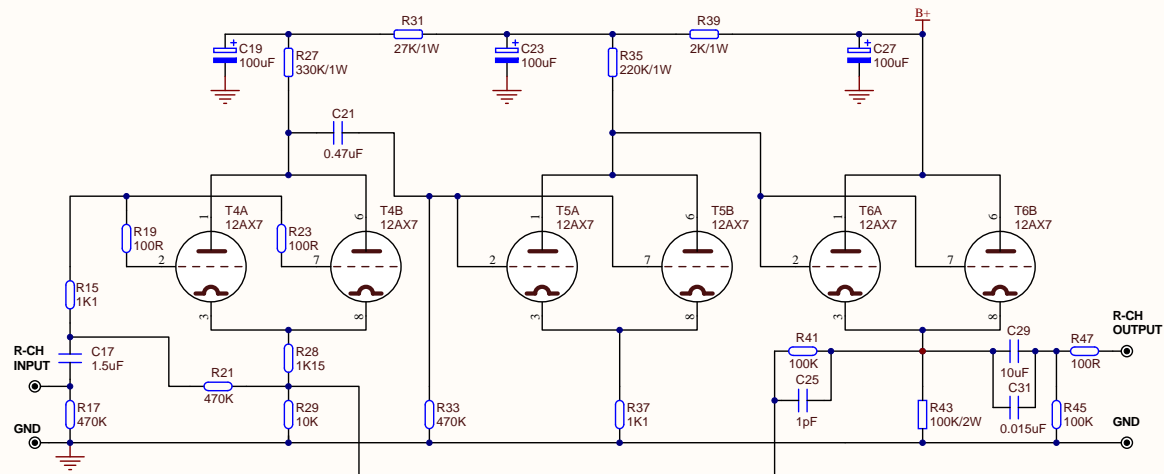 B+
R31
27K/1W
R39
2K/1W
C19
100uF
R27
330K/1W
C23
100uF
R35
220K/1W
C27
100uF
C21
0.47uF
T4A
12AX7
1
2
3
T4B
12AX7
6
7
8
T5A
12AX7
1
2
3
T5B
12AX7
6
7
8
T6A
12AX7
1
2
3
T6B
12AX7
6
7
8
R19
100R
R23
100R
R15
1K1
R-CH
INPUT
C17
1.5uF
R21
470K
R28
1K15
R17
470K
R29
10K
R33
470K
R37
1K1
R41
100K
C25
1pF
R43
100K/2W
C29
10uF
C31
0.015uF
R47
100R
R45
100K
R-CH
OUTPUT
GND
GND